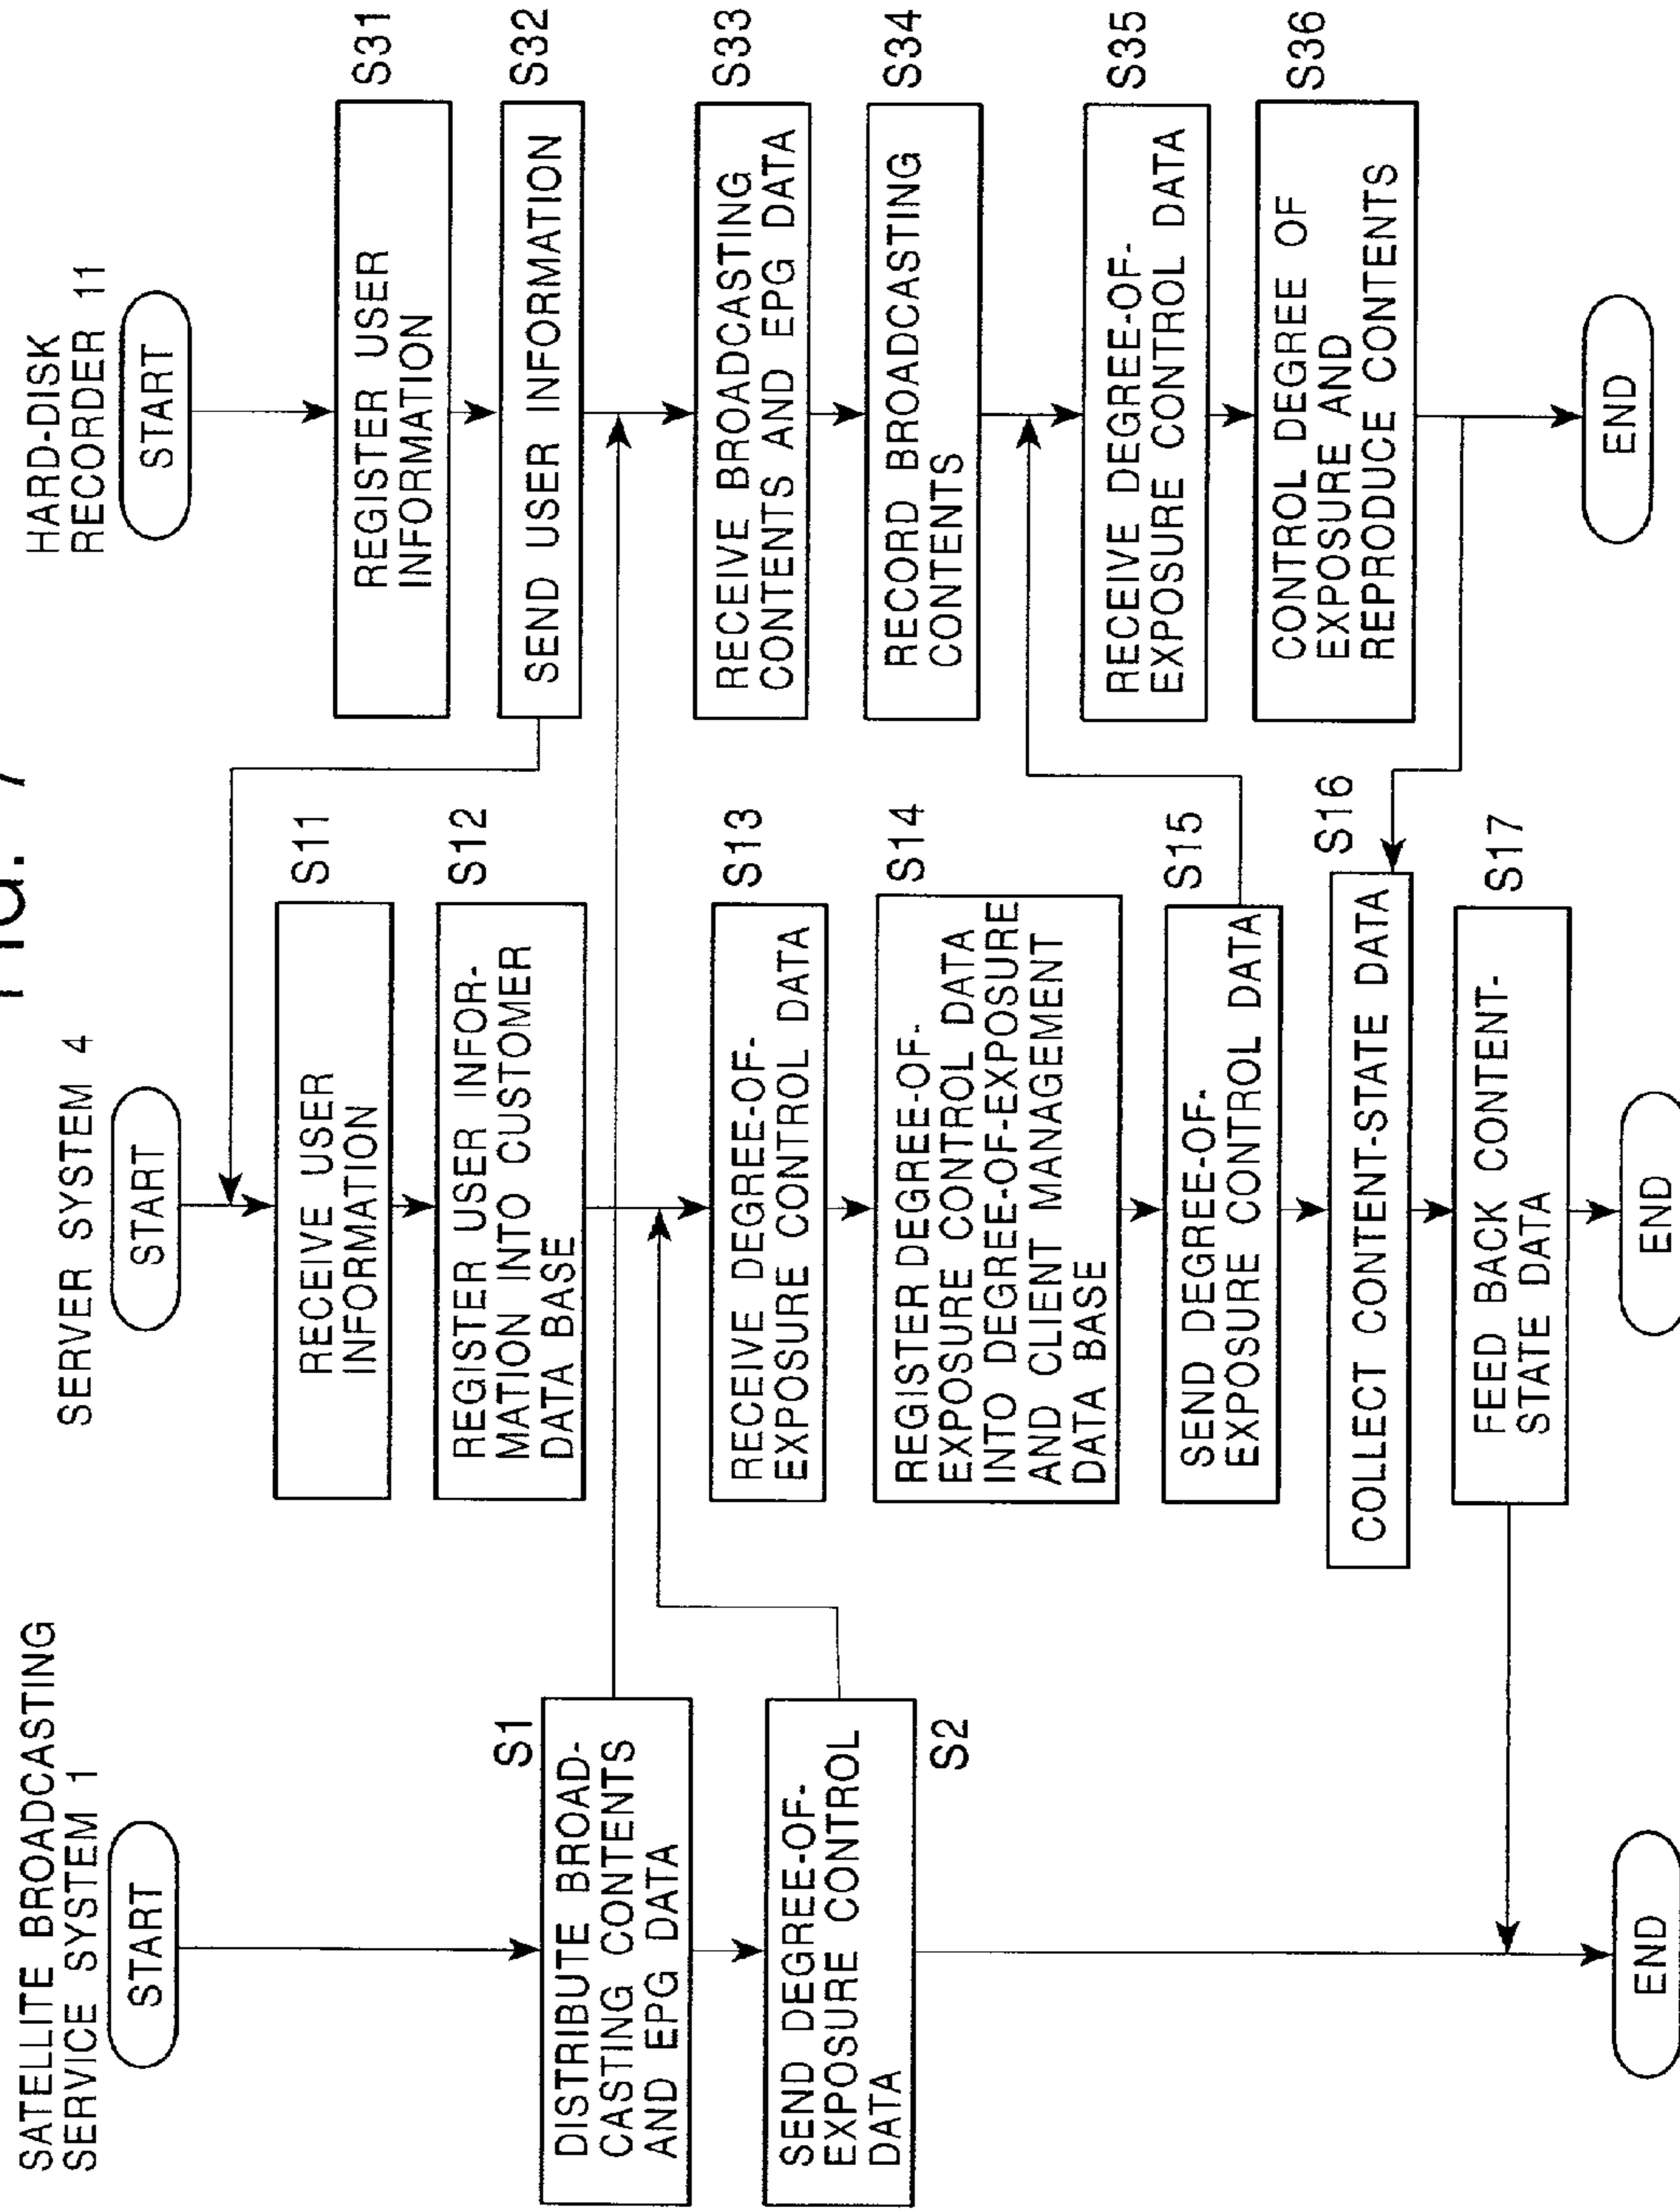 FIG. 7
SATELLITE BROADCASTING
SERVICE SYSTEM 1
START
S1
DISTRIBUTE BROAD-
CASTING CONTENTS
AND EPG DATA
SEND DEGREE-OF-
EXPOSURE CONTROL
DATA
S2
END
SERVER SYSTEM 4
START
S11
RECEIVE USER
INFORMATION
S12
REGISTER USER INFOR-
MATION INTO CUSTOMER
DATA BASE
S13
RECEIVE DEGREE-OF-
EXPOSURE CONTROL DATA
S14
REGISTER DEGREE-OF-
EXPOSURE CONTROL DATA
INTO DEGREE-OF-EXPOSURE
AND CLIENT MANAGEMENT
DATA BASE
S15
SEND DEGREE-OF-
EXPOSURE CONTROL DATA
S16
COLLECT CONTENT-STATE DATA
S17
FEED BACK CONTENT-
STATE DATA
END
HARD-DISK
RECORDER 11
START
S31
REGISTER USER
INFORMATION
S32
SEND USER INFORMATION
S33
RECEIVE BROADCASTING
CONTENTS AND EPG DATA
S34
RECORD BROADCASTING
CONTENTS
S35
RECEIVE DEGREE-OF-
EXPOSURE CONTROL DATA
S36
CONTROL DEGREE OF
EXPOSURE AND
REPRODUCE CONTENTS
END